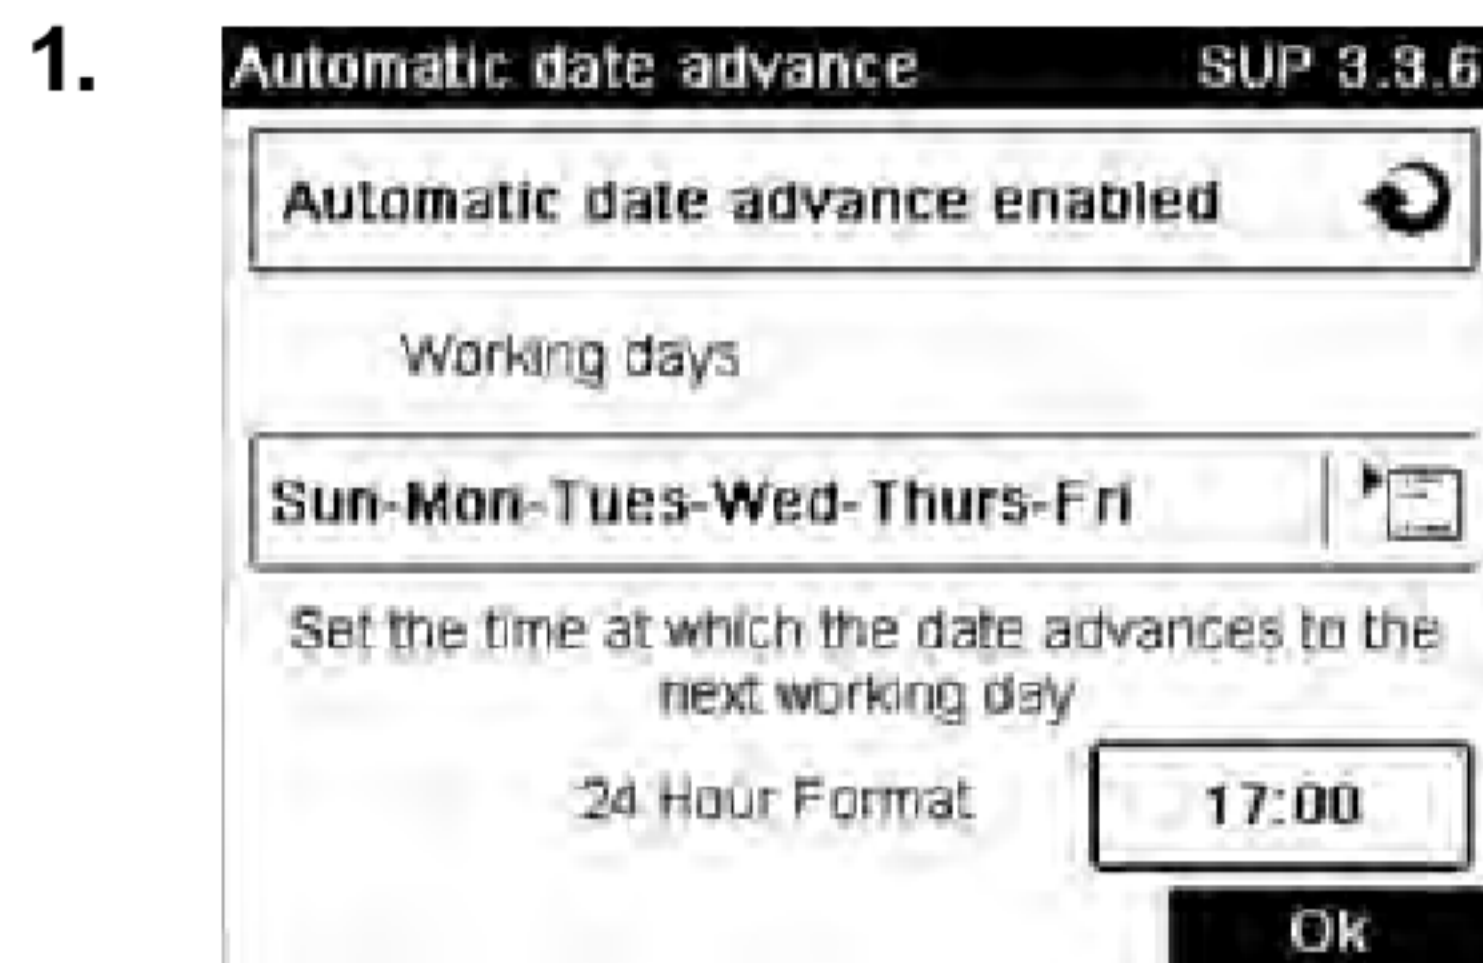 1.
Automatic date advance SUP 3.3.6
Automatic date advance enabled
Working days
Sun-Mon-Tues-Wed-Thurs-Fri
Set the time at which the date advances to the
next working day
24 Hour Format 17:00
Ok